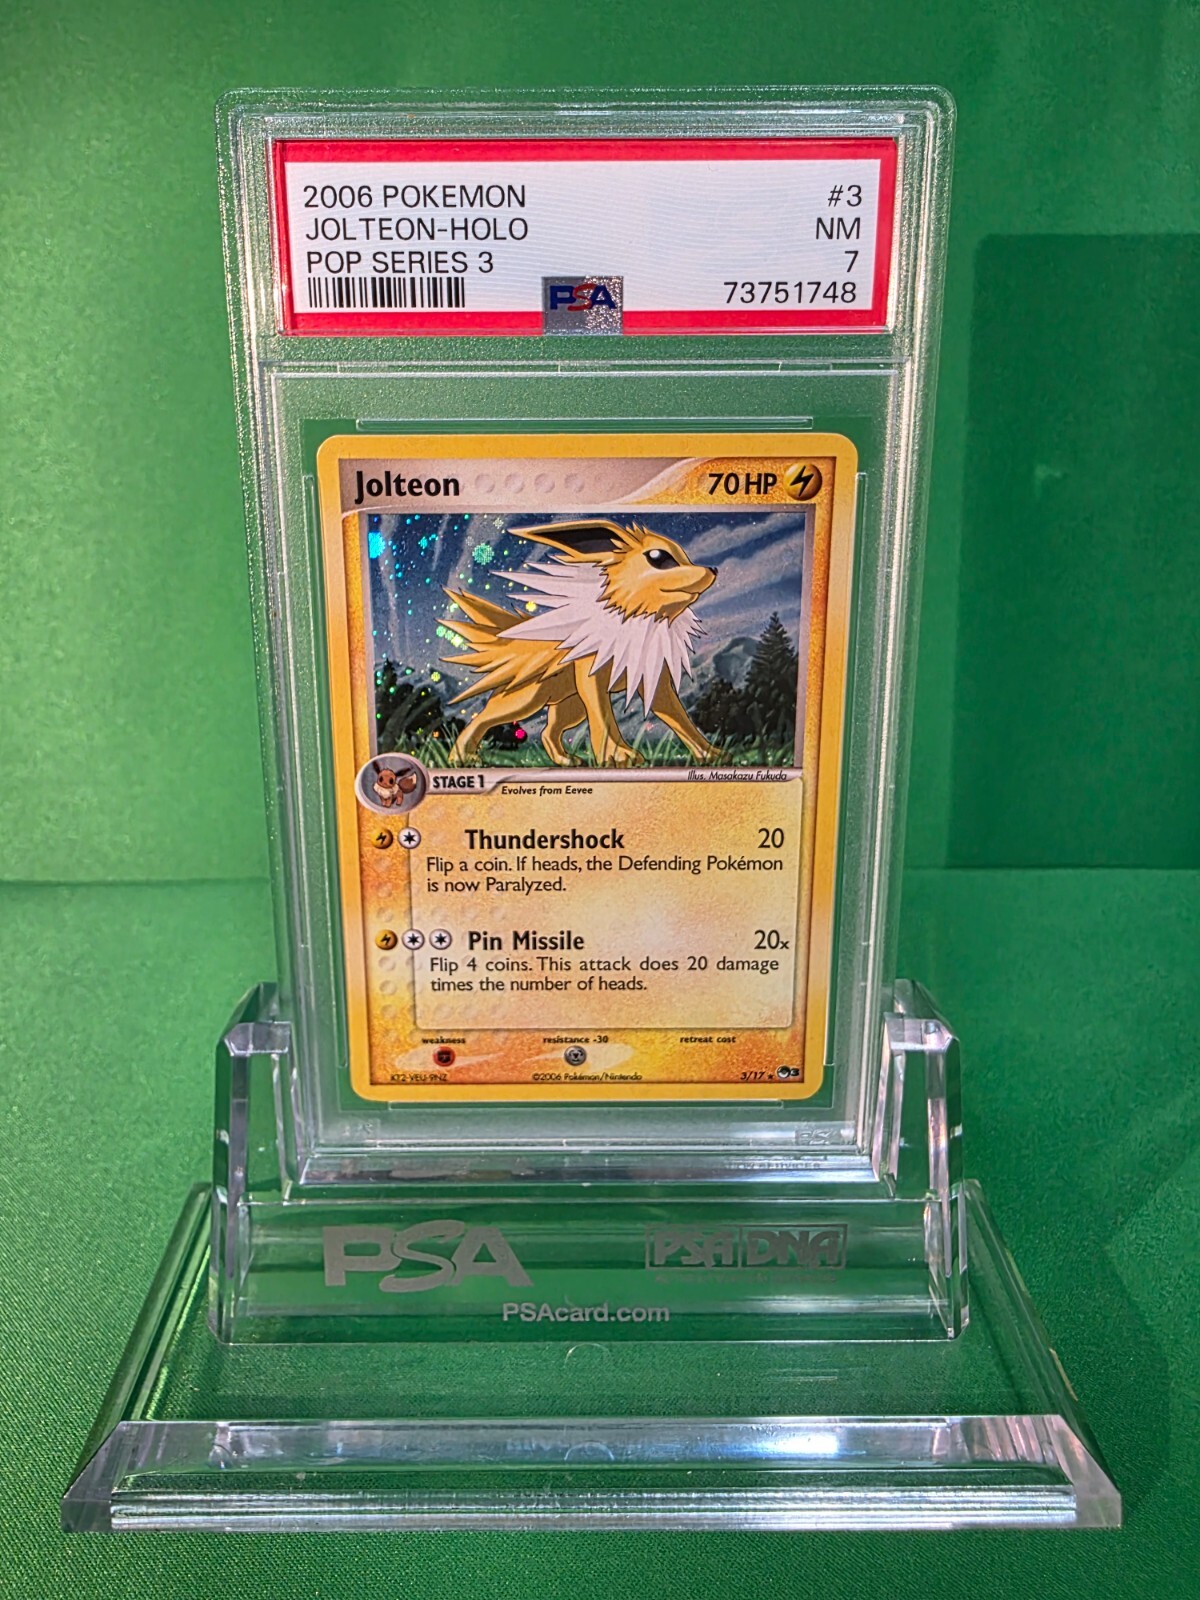 2006 POKEMON #3
JOLTEON-HOLO NM
POP SERIES 3 7
PSA 73751748
Jolteon 70 HP
Illus. Masakazu Fukuda
STAGE 1
Evolves from Eevee
Thundershock 20
Flip a coin. If heads, the Defending Pokémon
is now Paralyzed.
Pin Missile 20x
Flip 4 coins. This attack does 20 damage
times the number of heads.
weakness resistance -30 retreat cost
©2006 Pokémon/Nintendo 3/17 ★ 3
PSA PSA DNA
PSAcard.com